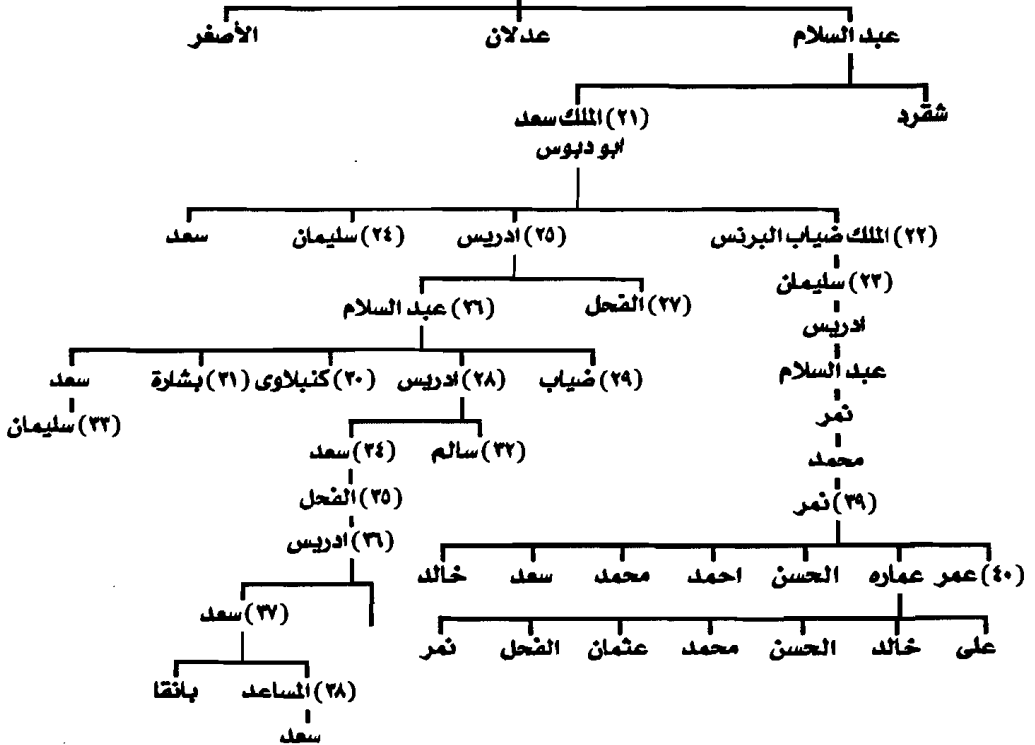 عبد السلام عدلان الأصفر
شقرد (٢١) الملك سعد
ابو دبوس
(٢٢) الملك ضياب البرنس (٢٥) ادريس (٢٤) سليمان سعد
(٢٣) سليمان
(٢٧) الفحل (٢٦) عبد السلام
ادريس
عبد السلام
(٢٩) ضياب (٢٨) ادريس (٣٠) كنبلاوى (٣١) بشارة سعد
نمر
(٣٣) سليمان
(٣٢) سالم (٣٤) سعد
محمد
(٣٩) نمر
(٣٥) الفحل
(٣٦) ادريس
(٤٠) عمر عماره الحسن احمد محمد سعد خالد
(٣٧) سعد
على خالد الحسن محمد عثمان الفحل نمر
(٣٨) المساعد بانقا
سعد